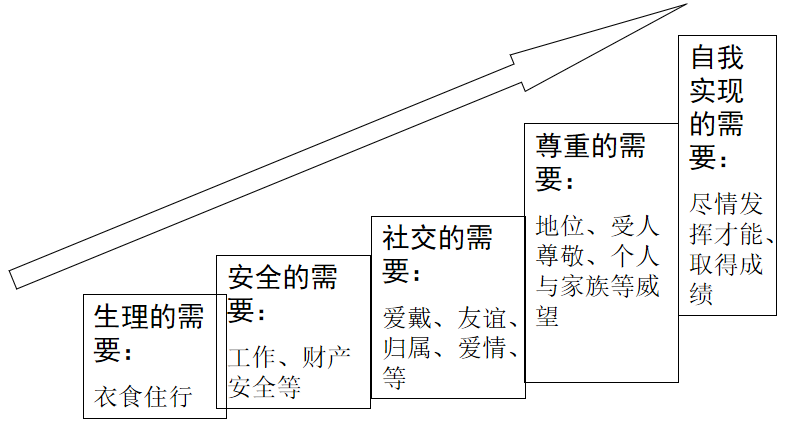 生理的需
要：
衣食住行
安全的需
要：
工作、财产
安全等
社交的需
要：
爱戴、友谊、
归属、爱情、
等
尊重的需
要：
地位、受人
尊敬、个人
与家族等威
望
自我
实现
的需
要：
尽情发
挥才能、
取得成
绩